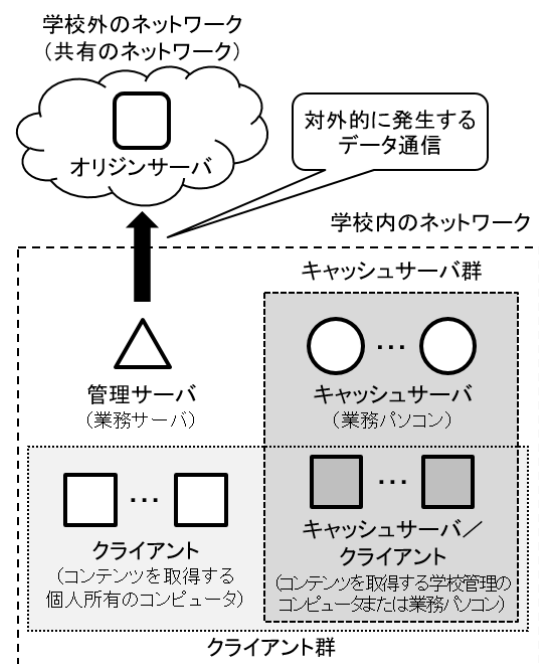 学校外のネットワーク
（共有のネットワーク）
オリジンサーバ
対外的に発生する
データ通信
学校内のネットワーク
キャッシュサーバ群
管理サーバ
（業務サーバ）
キャッシュサーバ
（業務パソコン）
クライアント
（コンテンツを取得する
個人所有のコンピュータ）
キャッシュサーバ／
クライアント
（コンテンツを取得する学校管理の
コンピュータまたは業務パソコン）
クライアント群